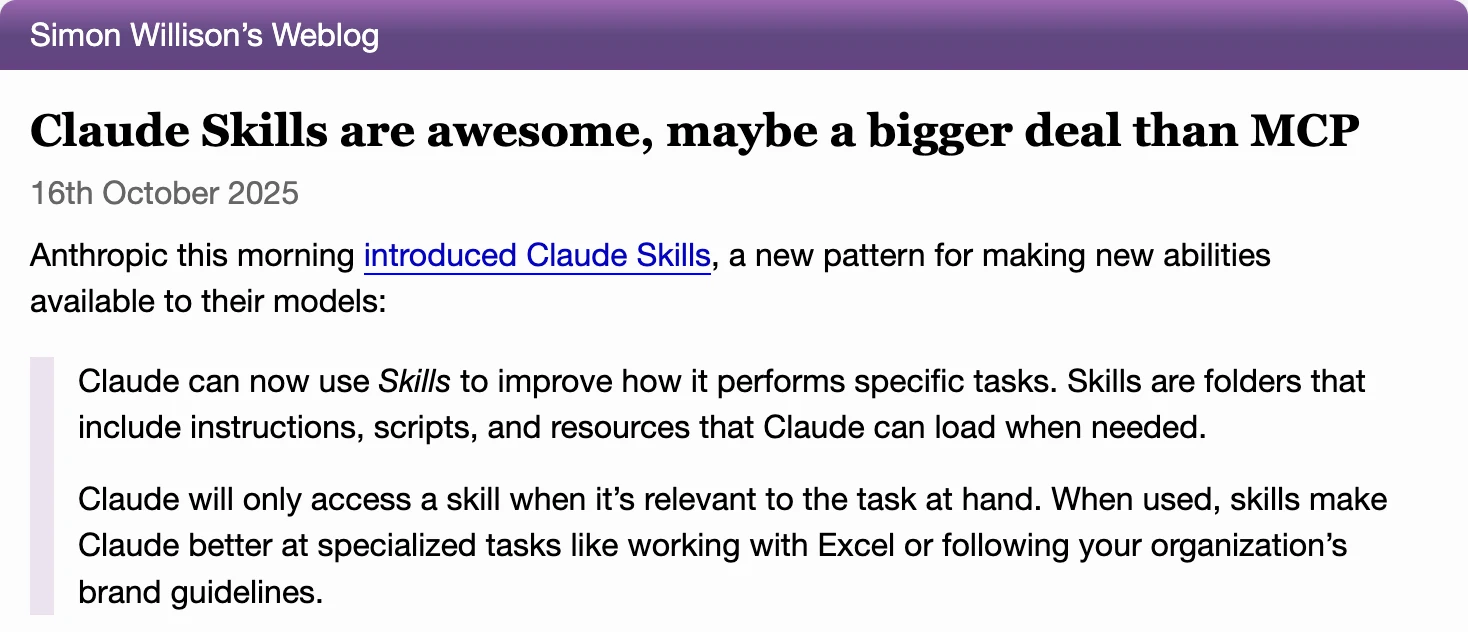 Simon Willison’s Weblog
Claude Skills are awesome, maybe a bigger deal than MCP
16th October 2025
Anthropic this morning introduced Claude Skills, a new pattern for making new abilities
available to their models:
Claude can now use Skills to improve how it performs specific tasks. Skills are folders that
include instructions, scripts, and resources that Claude can load when needed.
Claude will only access a skill when it’s relevant to the task at hand. When used, skills make
Claude better at specialized tasks like working with Excel or following your organization’s
brand guidelines.